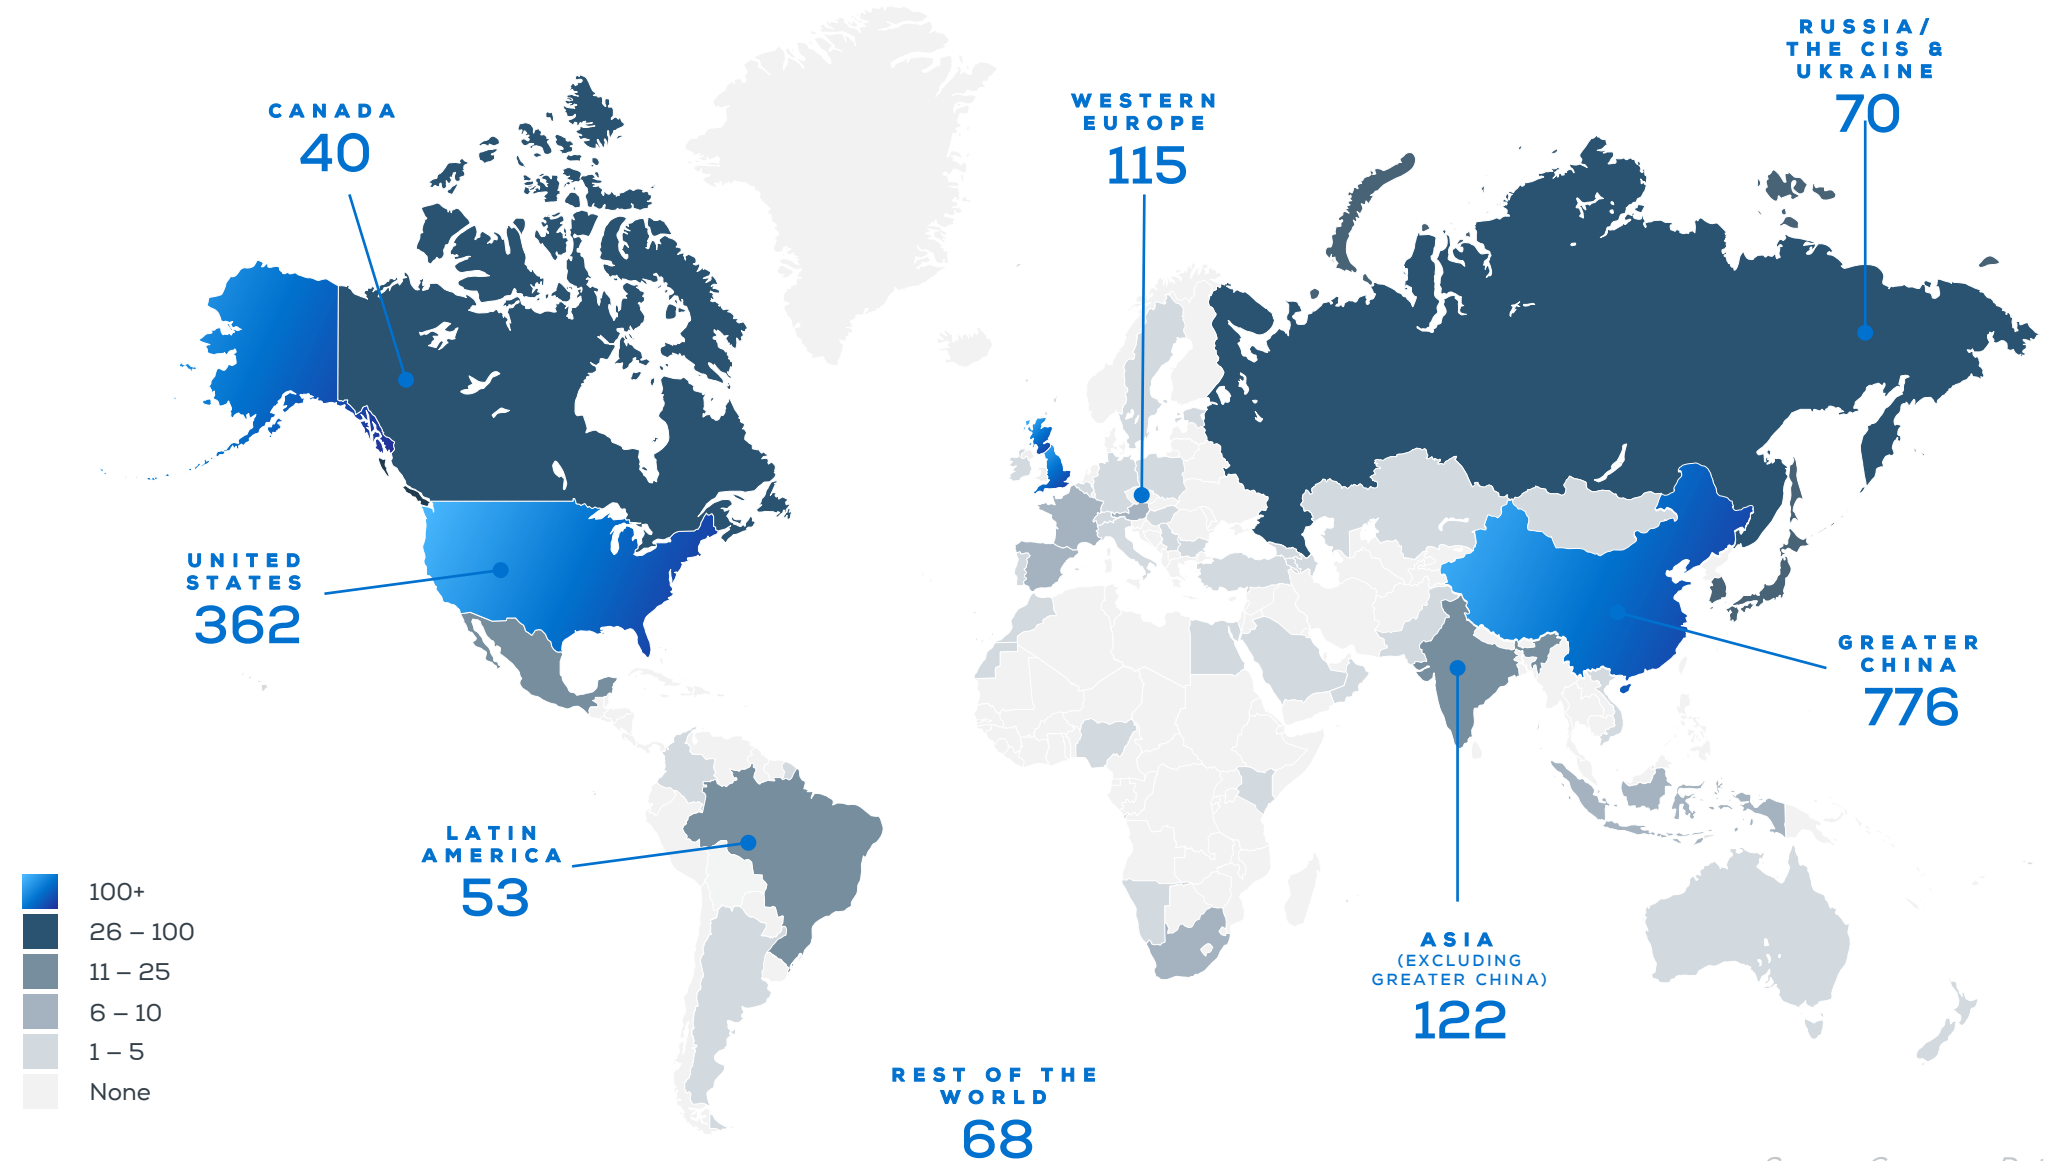 RUSSIA/
THE CIS &
UKRAINE
70
CANADA
40
WESTERN
EUROPE
115
UNITED
STATES
362
GREATER
CHINA
776
LATIN
AMERICA
53
ASIA
(EXCLUDING
GREATER CHINA)
122
REST OF THE
WORLD
68
100+
26 – 100
11 – 25
6 – 10
1 – 5
None